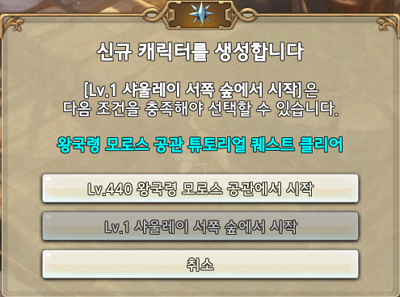 신규 캐릭터를 생성합니다
[Lv.1 샤울레이 서쪽 숲에서 시작]은
다음 조건을 충족해야 선택할 수 있습니다.
왕국령 모로스 공관 튜토리얼 퀘스트 클리어
Lv.440 왕국령 모로스 공관에서 시작
Lv.1 샤울레이 서쪽 숲에서 시작
취소